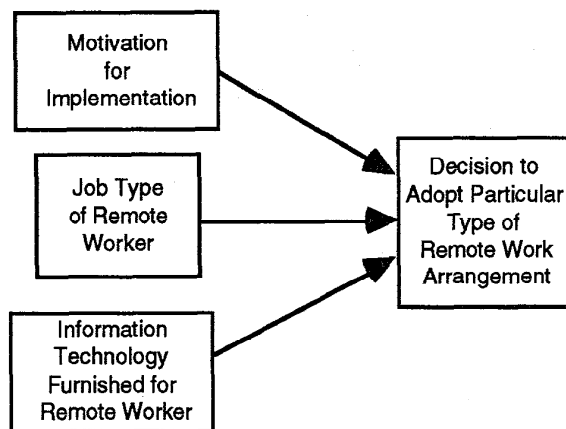 Motivation
for
Implementation
Job Type
of Remote
Worker
Information
Technology
Furnished for
Remote Worker
Decision to
Adopt Particular
Type of
Remote Work
Arrangement